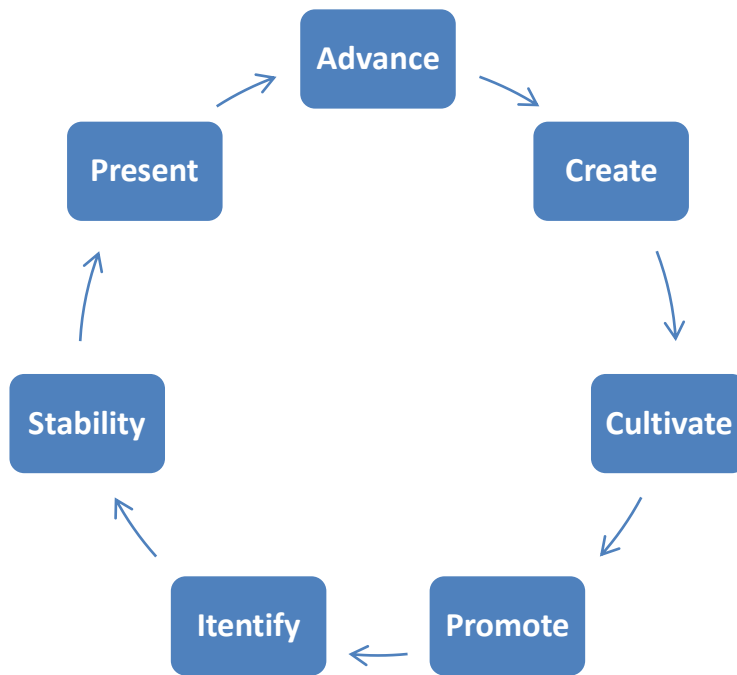 Advance
Create
Cultivate
Promote
Itentify
Stability
Present